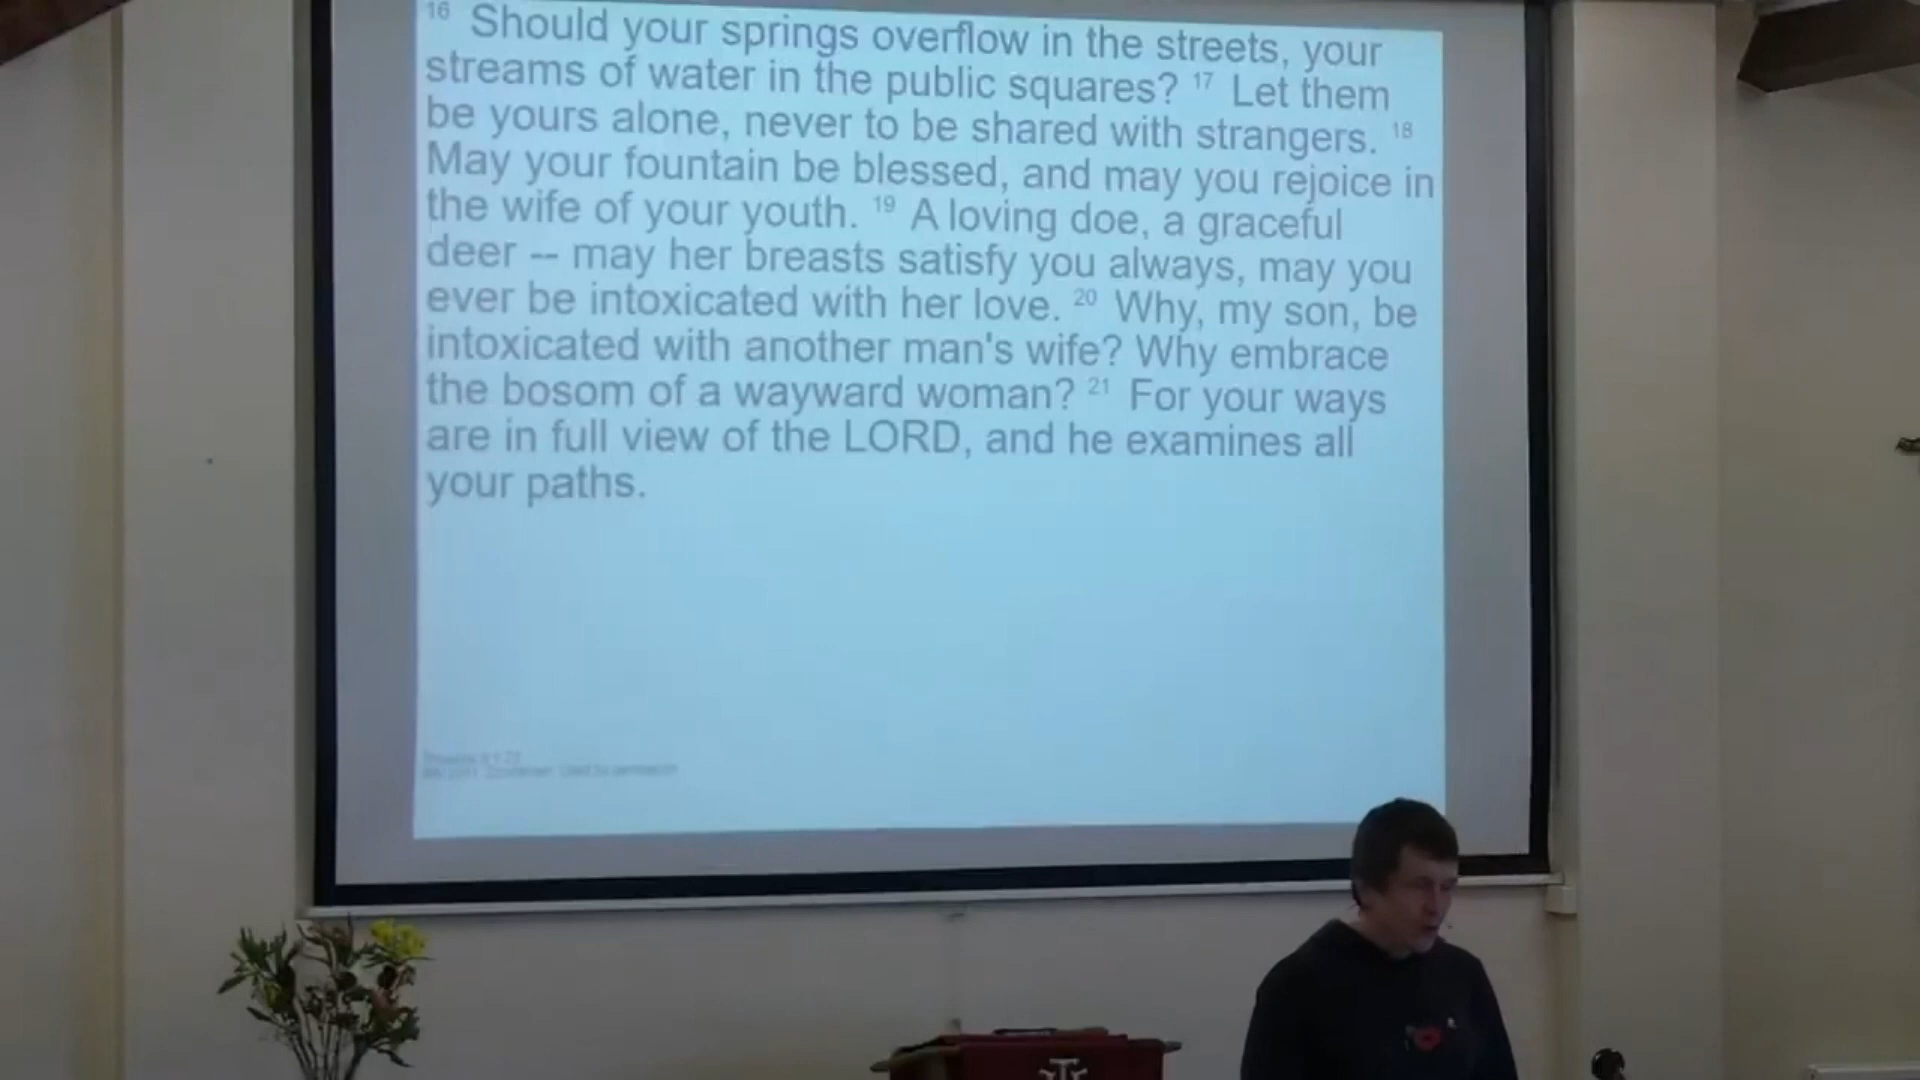 16 Should your springs overflow in the streets, your
streams of water in the public squares? 17 Let them
be yours alone, never to be shared with strangers. 18
May your fountain be blessed, and may you rejoice in
the wife of your youth. 19 A loving doe, a graceful
deer -- may her breasts satisfy you always, may you
ever be intoxicated with her love. 20 Why, my son, be
intoxicated with another man's wife? Why embrace
the bosom of a wayward woman? 21 For your ways
are in full view of the LORD, and he examines all
your paths.